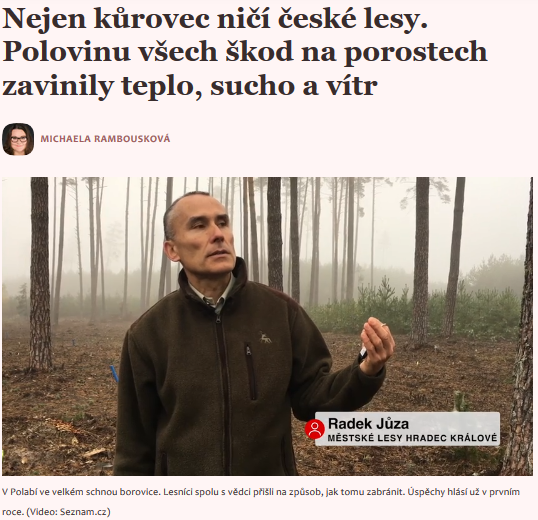 Nejen kůrovec ničí české lesy.
Polovinu všech škod na porostech
zavinily teplo, sucho a vítr
MICHAELA RAMBOUSKOVÁ
Radek Jůza
MĚSTSKÉ LESY HRADEC KRÁLOVÉ
V Polabí ve velkém schnou borovice. Lesníci spolu s vědci přišli na způsob, jak tomu zabránit. Úspěchy hlásí už v prvním
roce. (Video: Seznam.cz)